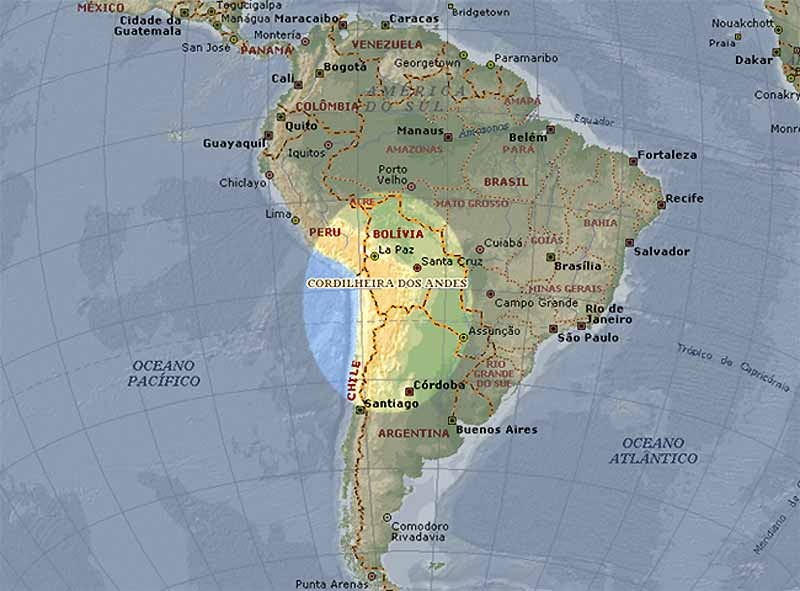 MÉXICO
Tegucigalpa
Bridgetown
Cidade da
Guatemala
Manágua
Maracaibo
Caracas
Nouakchott
San José
PANAMÁ
Montería
VENEZUELA
Praia
Dakar
Georgetown
Paramaribo
Bogotá
Cali
AMÉRICA
DO SUL
Conakry
COLÔMBIA
AMAPÁ
Quito
Equador
Guayaquil
Manaus
Amazonas
Belém
Iquitos
AMAZONAS
PARÁ
Fortaleza
Chiclayo
Porto
Velho
BRASIL
ACRE
MATO GROSSO
Recife
Lima
PERU
BOLÍVIA
BAHIA
La Paz
Cuiabá
GOIÁS
Salvador
Santa Cruz
Brasília
CORDILHEIRA DOS ANDES
MINAS GERAIS
Campo Grande
Rio de
Janeiro
Assunção
São Paulo
OCEANO
PACÍFICO
CHILE
RIO
GRANDE
DO SUL
Trópico de Capricórnia
Córdoba
Santiago
ARGENTINA
Buenos Aires
OCEANO
ATLÂNTICO
Comodoro
Rivadavia
Meridiano de
Punta Arenas